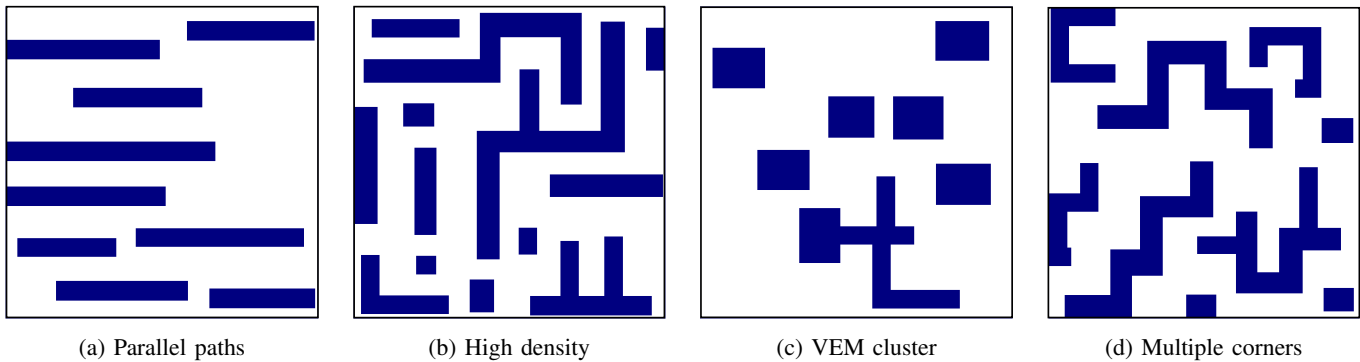 (a) Parallel paths
(b) High density
(c) VEM cluster
(d) Multiple corners